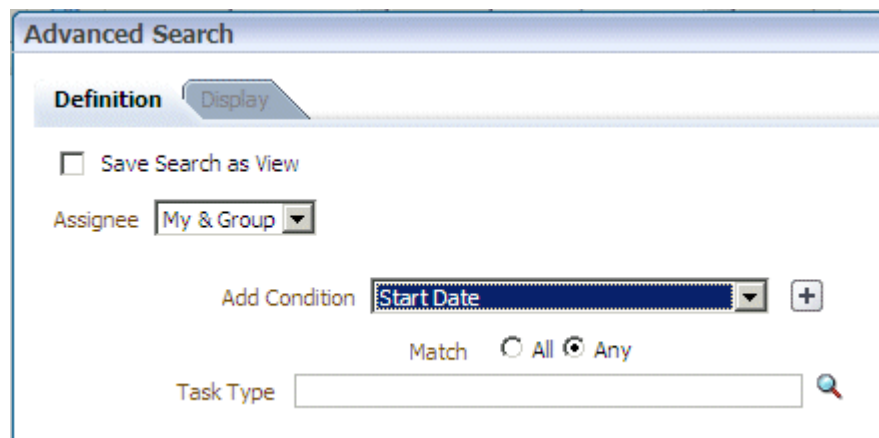 Advanced Search
Definition Display
Save Search as View
Assignee My & Group
Add Condition Start Date
Match All Any
Task Type